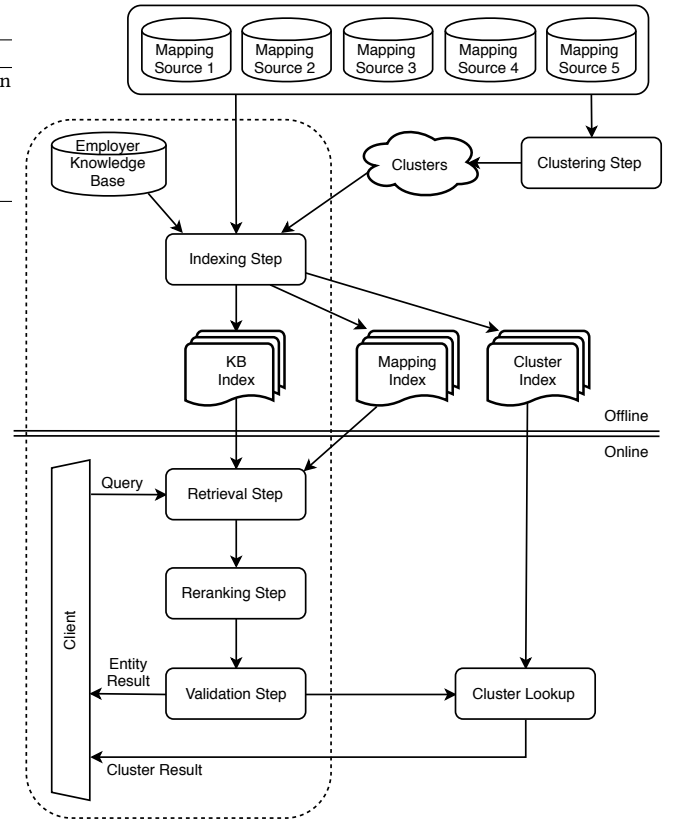 n
Mapping
Source 1
Mapping
Source 2
Mapping
Source 3
Mapping
Source 4
Mapping
Source 5
Employer
Knowledge
Base
Clusters
Clustering Step
Indexing Step
KB
Index
Mapping
Index
Cluster
Index
Offline
Online
Query
Retrieval Step
Reranking Step
Client
Entity
Result
Validation Step
Cluster Lookup
Cluster Result